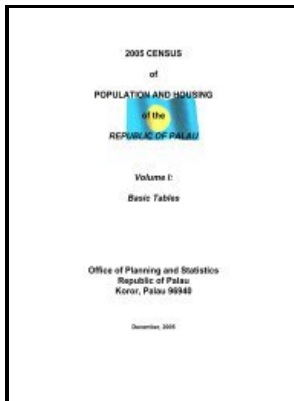 2005 CENSUS
of
POPULATION AND HOUSING
of the
REPUBLIC OF PALAU
Volume I:
Basic Tables
Office of Planning and Statistics
Republic of Palau
Koror, Palau 96940
December, 2005